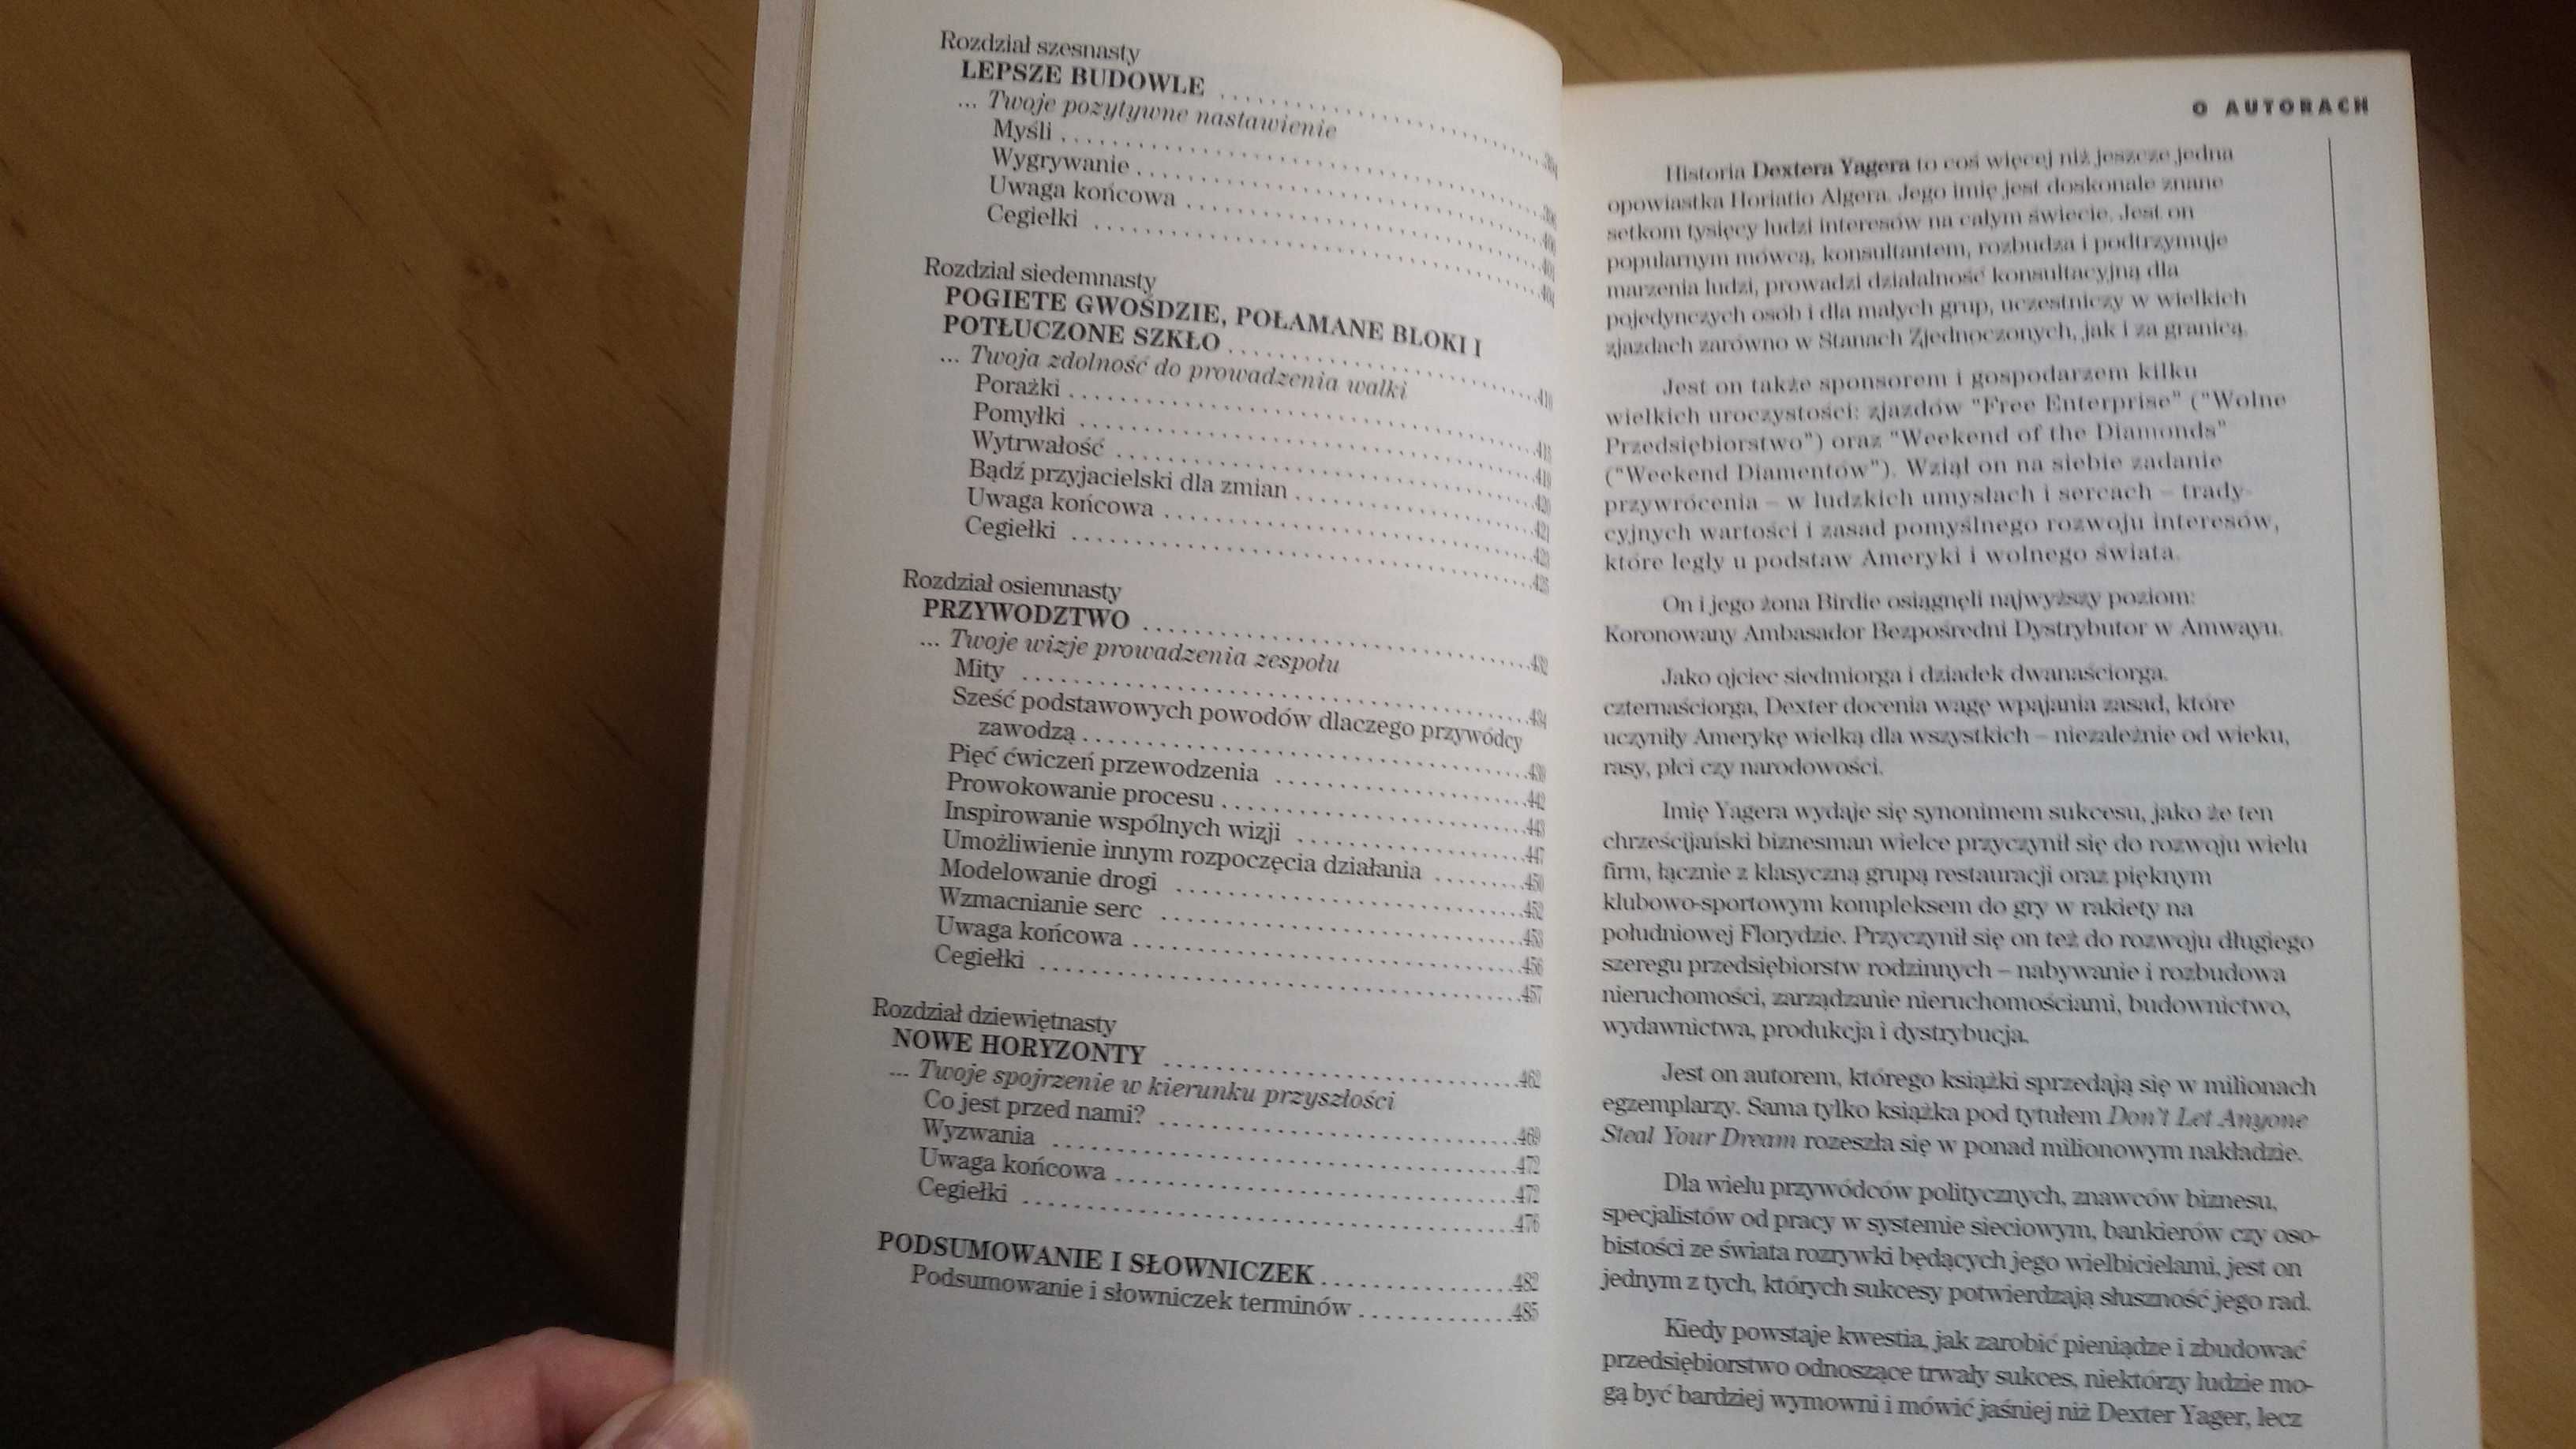 Rozdział szesnasty
LEPSZE BUDOWLE
... Twoje pozytywne nastawienie
Myśli
Wygrywanie
Uwaga końcowa
Cegiełki
Rozdział siedemnasty
POGIETE GWOŚDZIE, POŁAMANE BLOKI I
POTŁUCZONE SZKŁO
... Twoja zdolność do prowadzenia walki
Porażki
Pomyłki
Wytrwałość
Bądź przyjacielski dla zmian
Uwaga końcowa
Cegiełki
Rozdział osiemnasty
PRZYWODZTWO
... Twoje wizje prowadzenia zespołu
Mity
Sześć podstawowych powodów dlaczego przywódcy
zawodzą
Pięć ćwiczeń przewodzenia ........ 442
Prowokowanie procesu ........ 443
Inspirowanie wspólnych wizji ........ 447
Umożliwienie innym rozpoczęcia działania ........ 450
Modelowanie drogi ........ 452
Wzmacnianie serc ........ 453
Uwaga końcowa ........ 456
Cegiełki ........ 457
Rozdział dziewiętnasty
NOWE HORYZONTY ........ 462
... Twoje spojrzenie w kierunku przyszłości
Co jest przed nami? ........ 469
Wyzwania ........ 472
Uwaga końcowa ........ 472
Cegiełki ........ 476
PODSUMOWANIE I SŁOWNICZEK ........ 482
Podsumowanie i słowniczek terminów ........ 485
O AUTORACH
Historia Dextera Yagera to coś więcej niż jeszcze jedna
opowiastka Horiatio Algera. Jego imię jest doskonale znane
setkom tysięcy ludzi interesów na całym świecie. Jest on
popularnym mówcą, konsultantem, rozbudza i podtrzymuje
marzenia ludzi, prowadzi działalność konsultacyjną dla
pojedynczych osób i dla małych grup, uczestniczy w wielkich
zjazdach zarówno w Stanach Zjednoczonych, jak i za granicą.
Jest on także sponsorem i gospodarzem kilku
wielkich uroczystości: zjazdów "Free Enterprise" ("Wolne
Przedsiębiorstwo") oraz "Weekend of the Diamonds"
("Weekend Diamentów"). Wziął on na siebie zadanie
przywrócenia – w ludzkich umysłach i sercach – trady-
cyjnych wartości i zasad pomyślnego rozwoju interesów,
które legły u podstaw Ameryki i wolnego świata.
On i jego żona Birdie osiągnęli najwyższy poziom:
Koronowany Ambasador Bezpośredni Dystrybutor w Amwayu.
Jako ojciec siedmiorga i dziadek dwanaściorga.
czternaściorga, Dexter docenia wagę wpajania zasad, które
uczyniły Amerykę wielką dla wszystkich – niezależnie od wieku,
rasy, płci czy narodowości.
Imię Yagera wydaje się synonimem sukcesu, jako że ten
chrześcijański biznesman wielce przyczynił się do rozwoju wielu
firm, łącznie z klasyczną grupą restauracji oraz pięknym
klubowo-sportowym kompleksem do gry w rakiety na
południowej Florydzie. Przyczynił się on też do rozwoju długiego
szeregu przedsiębiorstw rodzinnych – nabywanie i rozbudowa
nieruchomości, zarządzanie nieruchomościami, budownictwo,
wydawnictwa, produkcja i dystrybucja.
Jest on autorem, którego książki sprzedają się w milionach
egzemplarzy. Sama tylko książka pod tytułem Don't Let Anyone
Steal Your Dream rozeszła się w ponad milionowym nakładzie.
Dla wielu przywódców politycznych, znawców biznesu,
specjalistów od pracy w systemie sieciowym, bankierów czy oso-
bistości ze świata rozrywki będących jego wielbicielami, jest on
jednym z tych, których sukcesy potwierdzają słuszność jego rad.
Kiedy powstaje kwestia, jak zarobić pieniądze i zbudować
przedsiębiorstwo odnoszące trwały sukces, niektórzy ludzie mo-
gą być bardziej wymowni i mówić jaśniej niż Dexter Yager, lecz